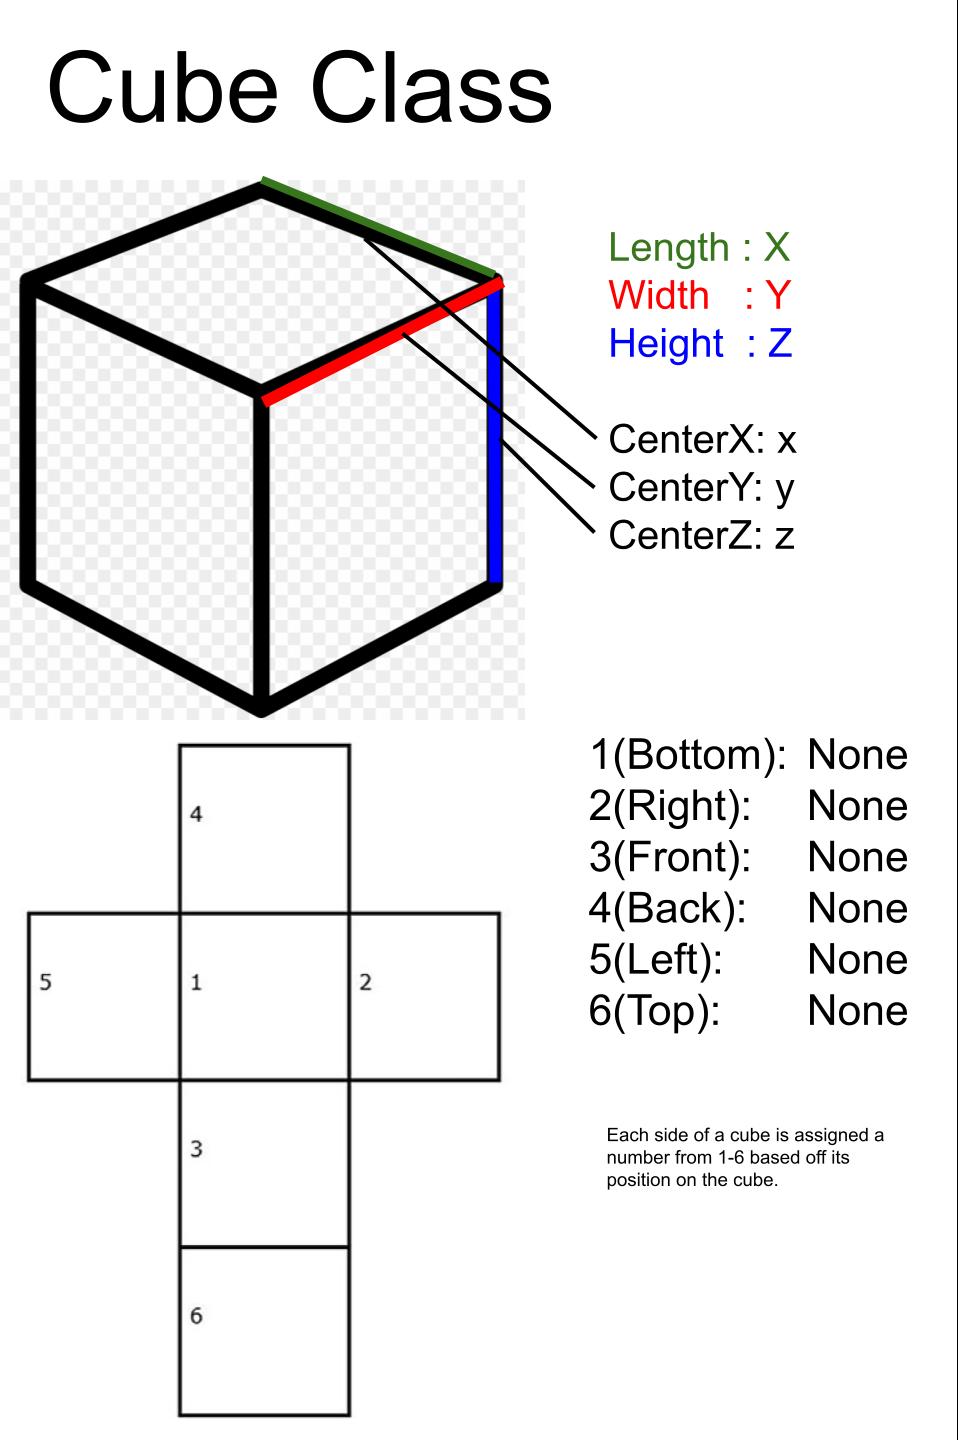 Cube Class
Length : X
Width : Y
Height : Z
CenterX: x
CenterY: y
CenterZ: z
1(Bottom): None
2(Right): None
3(Front): None
4(Back): None
5(Left): None
6(Top): None
4
5 1 2
3
6
Each side of a cube is assigned a
number from 1-6 based off its
position on the cube.